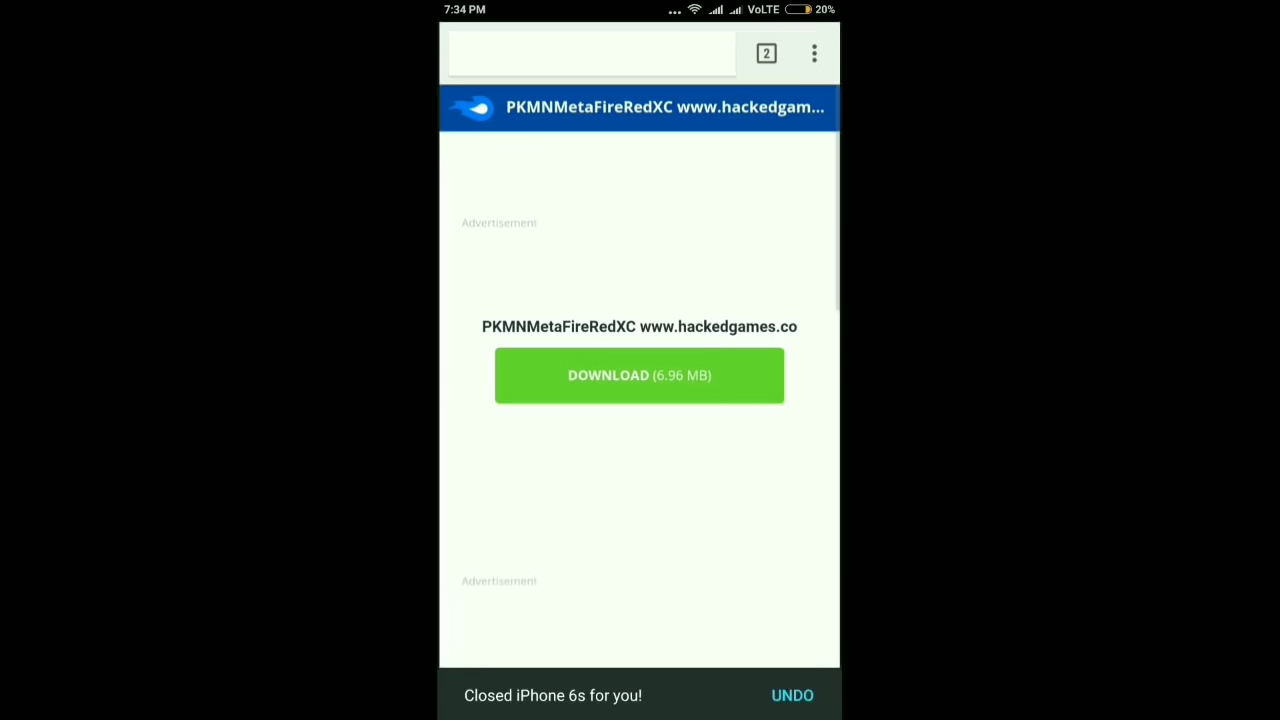 7:34 PM ... VoLTE 20%
2
PKMNMetaFireRedXC www.hackedgam...
Advertisement
PKMNMetaFireRedXC www.hackedgames.co
DOWNLOAD (6.96 MB)
Advertisement
Closed iPhone 6s for you! UNDO